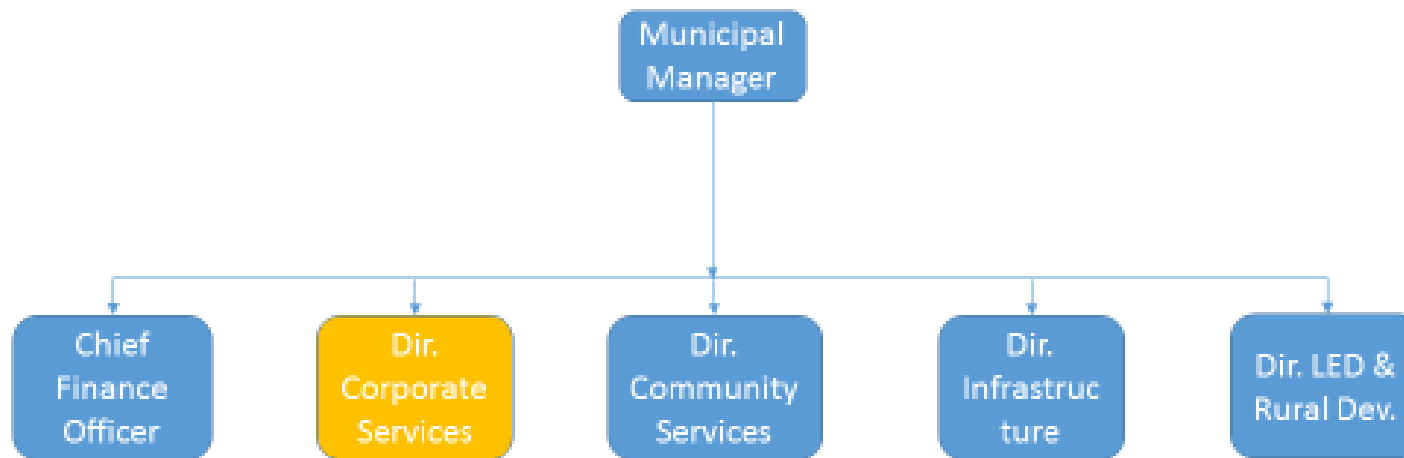 Municipal
Manager
Chief
Finance
Officer
Dir.
Corporate
Services
Dir.
Community
Services
Dir.
Infrastruc
ture
Dir. LED &
Rural Dev.